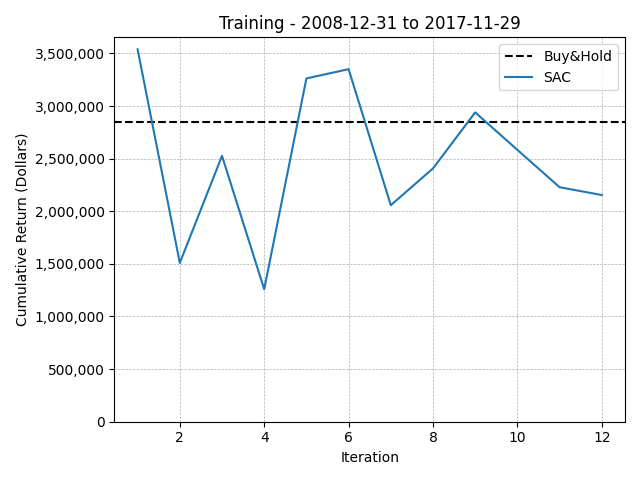 Training - 2008-12-31 to 2017-11-29
Buy&Hold
SAC
Cumulative Return (Dollars)
3,500,000
3,000,000
2,500,000
2,000,000
1,500,000
1,000,000
500,000
0
2 4 6 8 10 12
Iteration